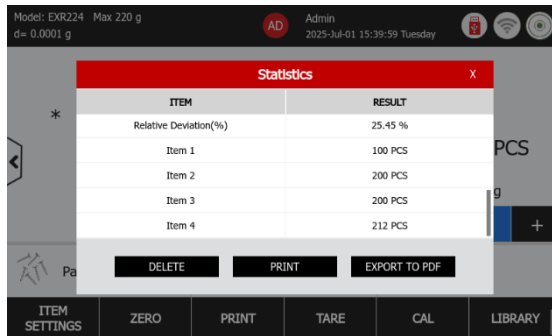 Model: EXR224 Max 220 g
d= 0.0001 g
AD
Admin
2025-Jul-01 15:39:59 Tuesday
Statistics X
ITEM RESULT
Relative Deviation(%) 25.45 %
Item 1 100 PCS
Item 2 200 PCS
Item 3 200 PCS
Item 4 212 PCS
DELETE PRINT EXPORT TO PDF
*
PCS
g
+
Pa
ITEM SETTINGS ZERO PRINT TARE CAL LIBRARY